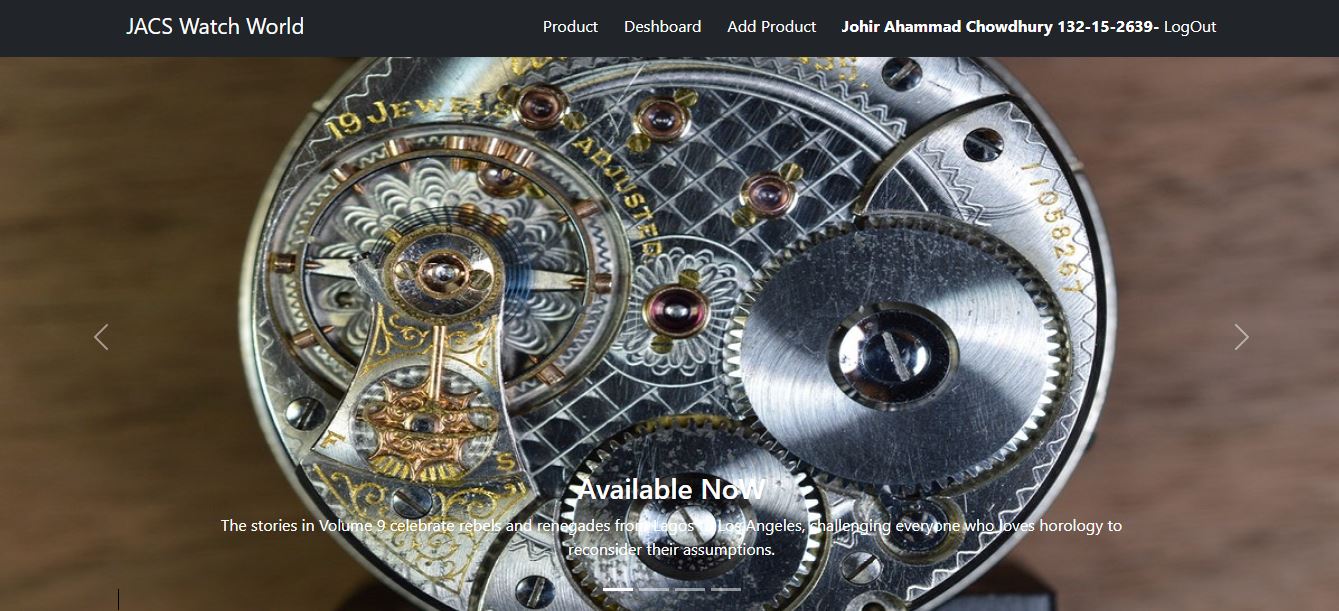 JACS Watch World
Product Deshboard Add Product Johir Ahammad Chowdhury 132-15-2639- LogOut
19 JEWELS
ADJUSTED
11058267
F
S
Available NoW
The stories in Volume 9 celebrate rebels and renegades from Lagos to Los Angeles, challenging everyone who loves horology to
reconsider their assumptions.